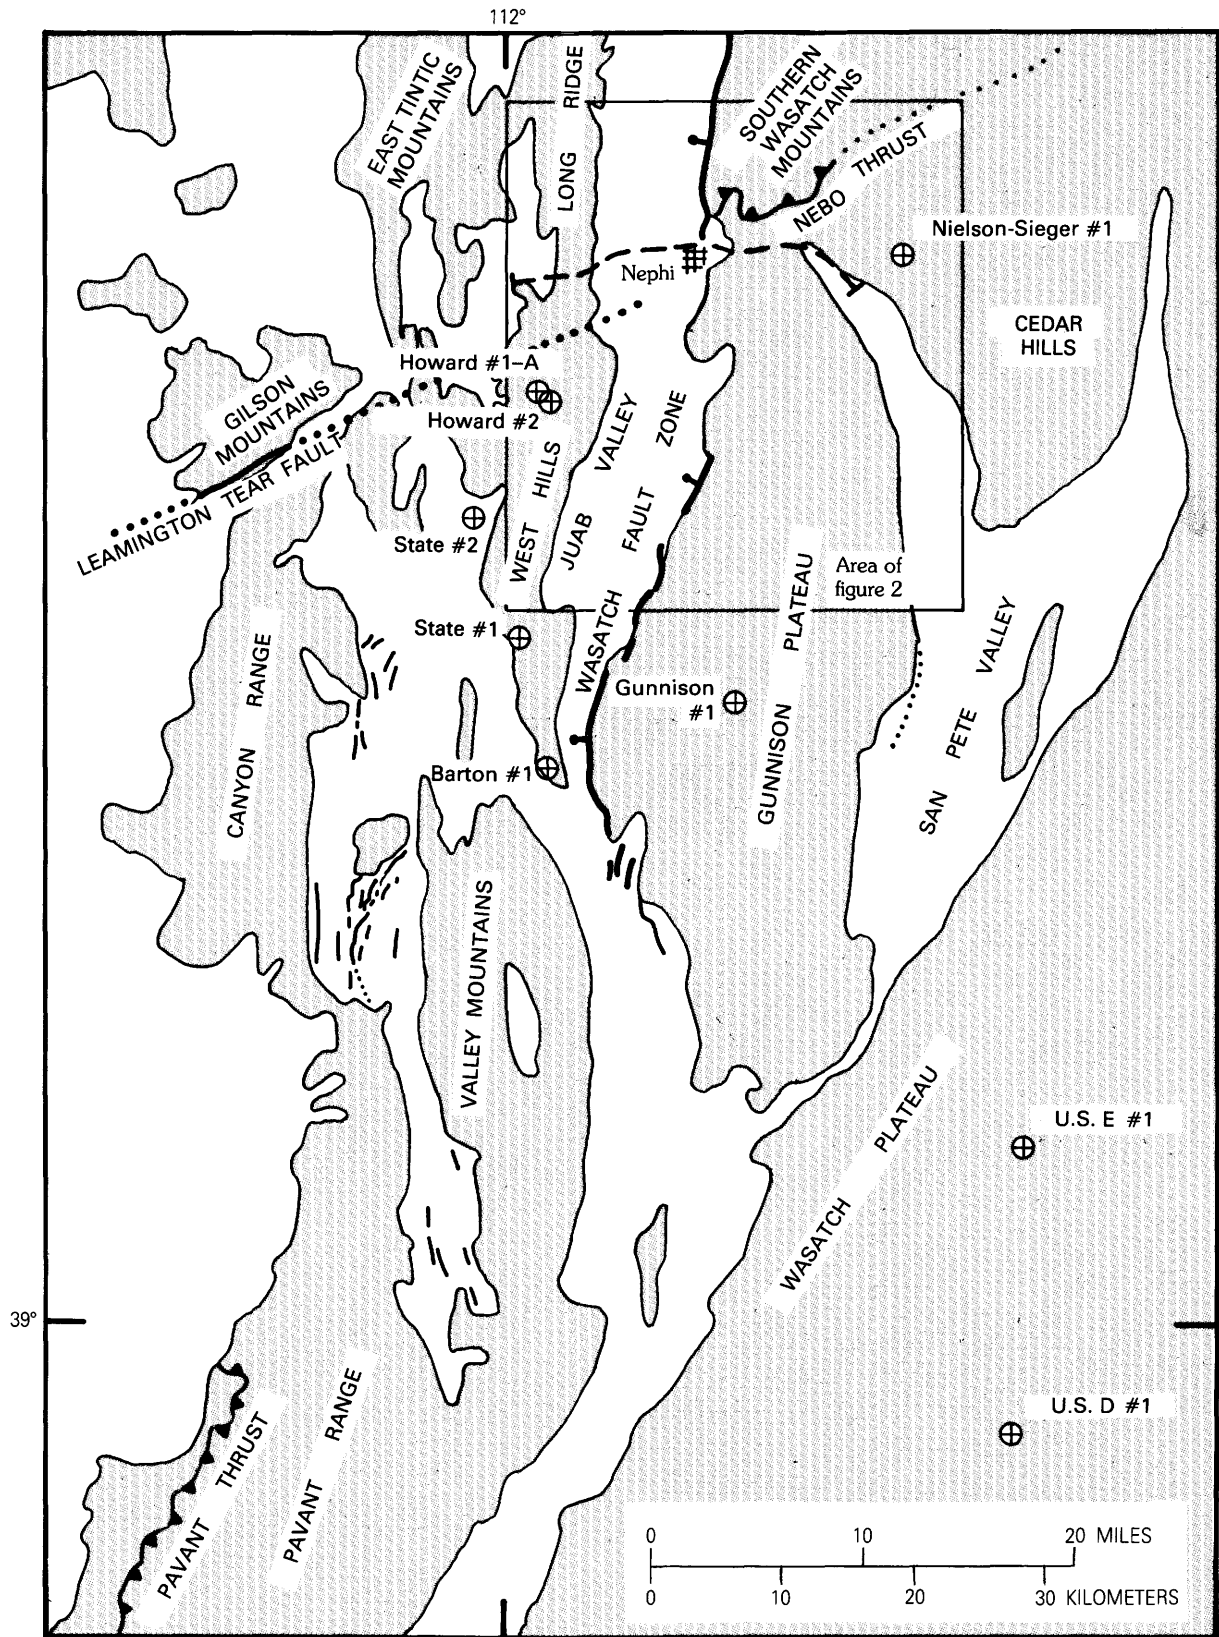 112°
EAST TINTIC
MOUNTAINS
LONG RIDGE
SOUTHERN
WASATCH
MOUNTAINS
NEBO THRUST
Nielson-Sieger #1
Nephi
CEDAR
HILLS
Howard #1–A
GILSON
MOUNTAINS
Howard #2
LEAMINGTON TEAR FAULT
State #2
WEST HILLS
JUAB VALLEY
WASATCH FAULT ZONE
Area of
figure 2
State #1
CANYON RANGE
Gunnison
#1
GUNNISON PLATEAU
SAN PETE VALLEY
Barton #1
VALLEY MOUNTAINS
WASATCH PLATEAU
U.S. E #1
39°
U.S. D #1
PAVANT THRUST
PAVANT RANGE
0 10 20 MILES
0 10 20 30 KILOMETERS